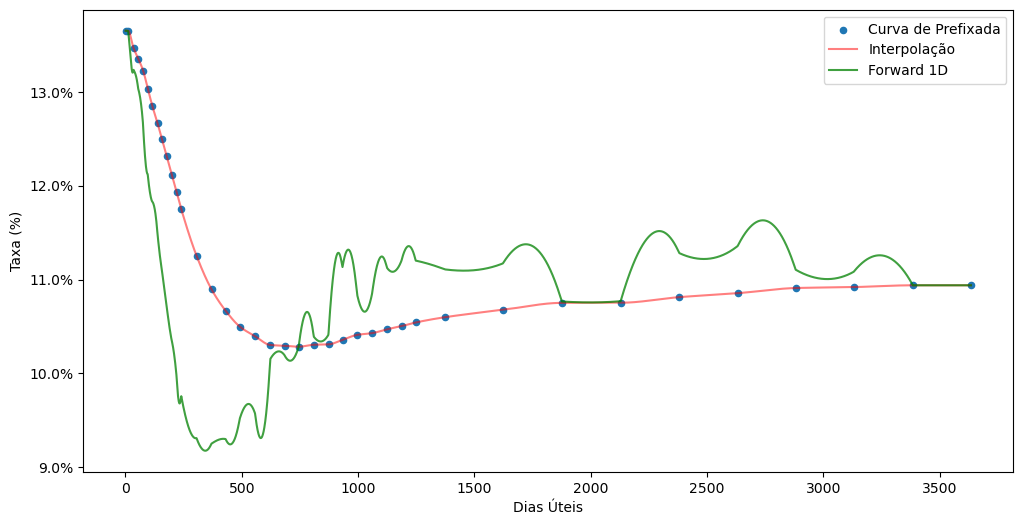 Curva de Prefixada
Interpolação
Forward 1D
Taxa (%)
13.0%
12.0%
11.0%
10.0%
9.0%
0 500 1000 1500 2000 2500 3000 3500
Dias Úteis